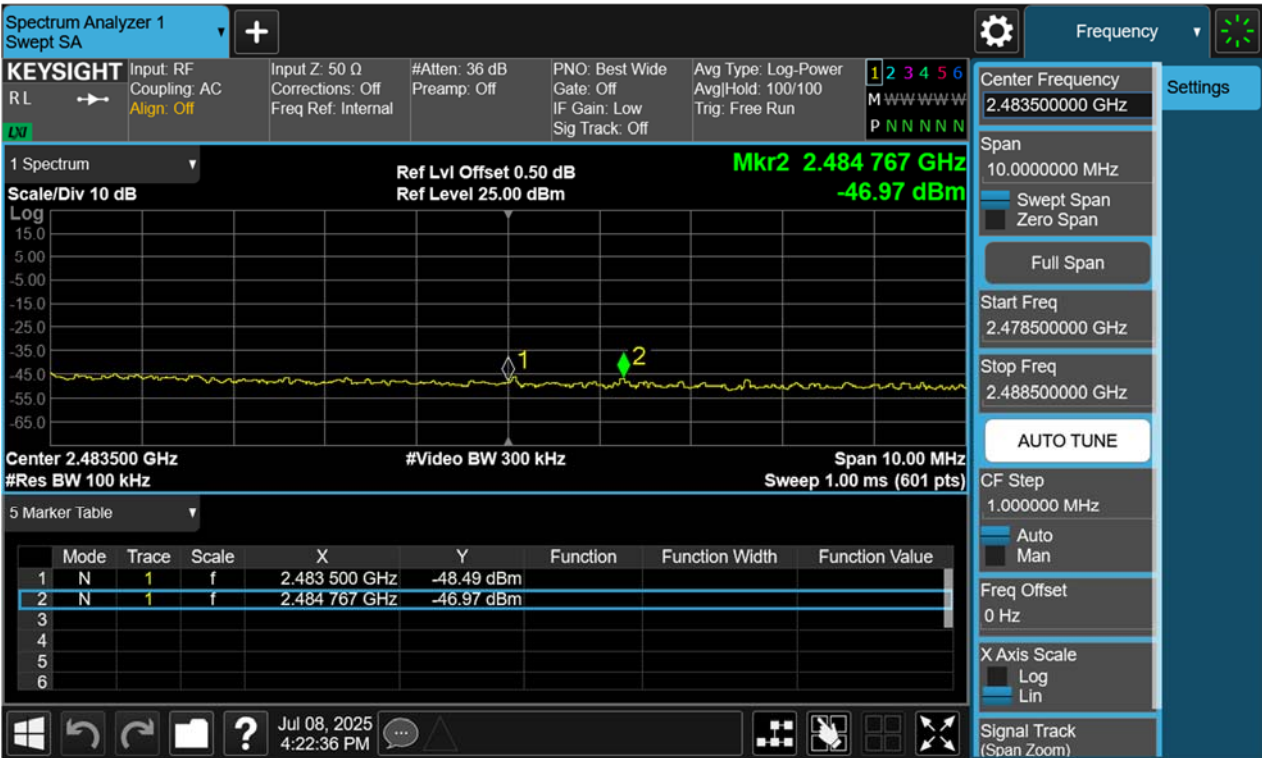 Spectrum Analyzer 1
Swept SA
+
Frequency
KEYSIGHT
R L
LXI
Input: RF
Coupling: AC
Align: Off
Input Z: 50 Ω
Corrections: Off
Freq Ref: Internal
#Atten: 36 dB
Preamp: Off
PNO: Best Wide
Gate: Off
IF Gain: Low
Sig Track: Off
Avg Type: Log-Power
Avg|Hold: 100/100
Trig: Free Run
1 2 3 4 5 6
M W W W W W
P N N N N N
Center Frequency
2.483500000 GHz
Settings
Span
10.0000000 MHz
Swept Span
Zero Span
Full Span
Start Freq
2.478500000 GHz
Stop Freq
2.488500000 GHz
AUTO TUNE
CF Step
1.000000 MHz
Auto
Man
Freq Offset
0 Hz
X Axis Scale
Log
Lin
Signal Track
(Span Zoom)
1 Spectrum
Scale/Div 10 dB
Ref Lvl Offset 0.50 dB
Ref Level 25.00 dBm
Mkr2 2.484 767 GHz
-46.97 dBm
Log
15.0
5.00
-5.00
-15.0
-25.0
-35.0
-45.0
-55.0
-65.0
1
2
Center 2.483500 GHz
#Video BW 300 kHz
Span 10.00 MHz
#Res BW 100 kHz
Sweep 1.00 ms (601 pts)
5 Marker Table
Mode Trace Scale X Y Function Function Width Function Value
1 N 1 f 2.483 500 GHz -48.49 dBm
2 N 1 f 2.484 767 GHz -46.97 dBm
3
4
5
6
?
Jul 08, 2025
4:22:36 PM